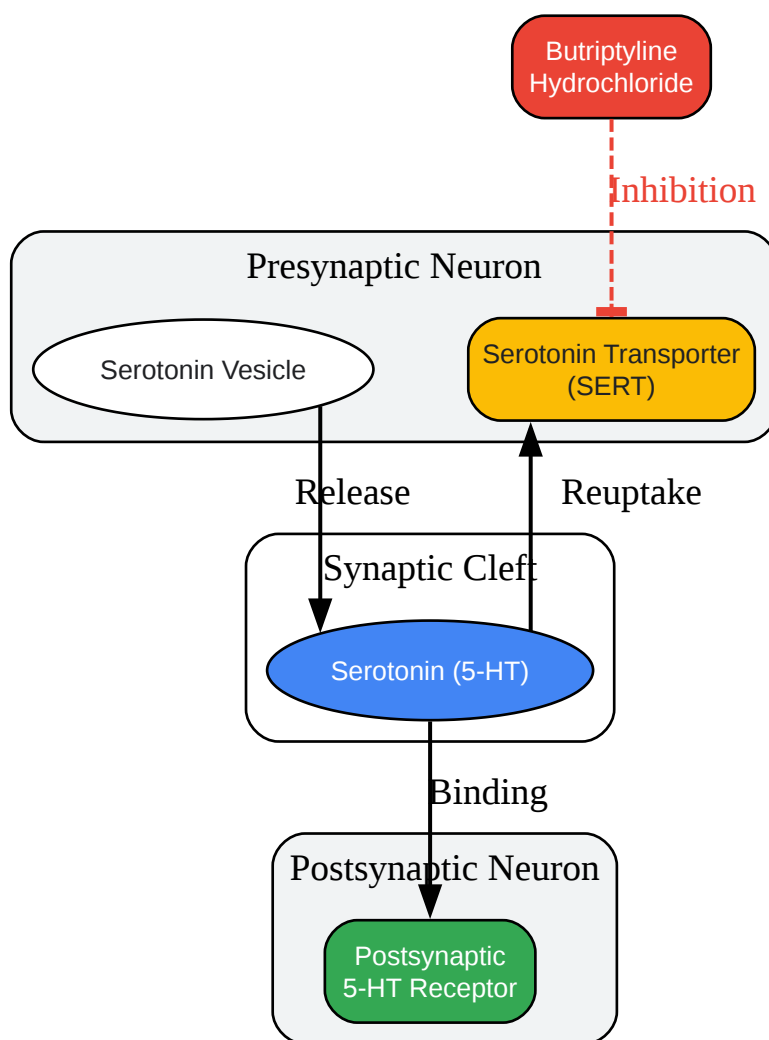 Butriptyline
Hydrochloride
Inhibition
Presynaptic Neuron
Serotonin Vesicle
Serotonin Transporter
(SERT)
Release
Reuptake
Synaptic Cleft
Serotonin (5-HT)
Binding
Postsynaptic Neuron
Postsynaptic
5-HT Receptor